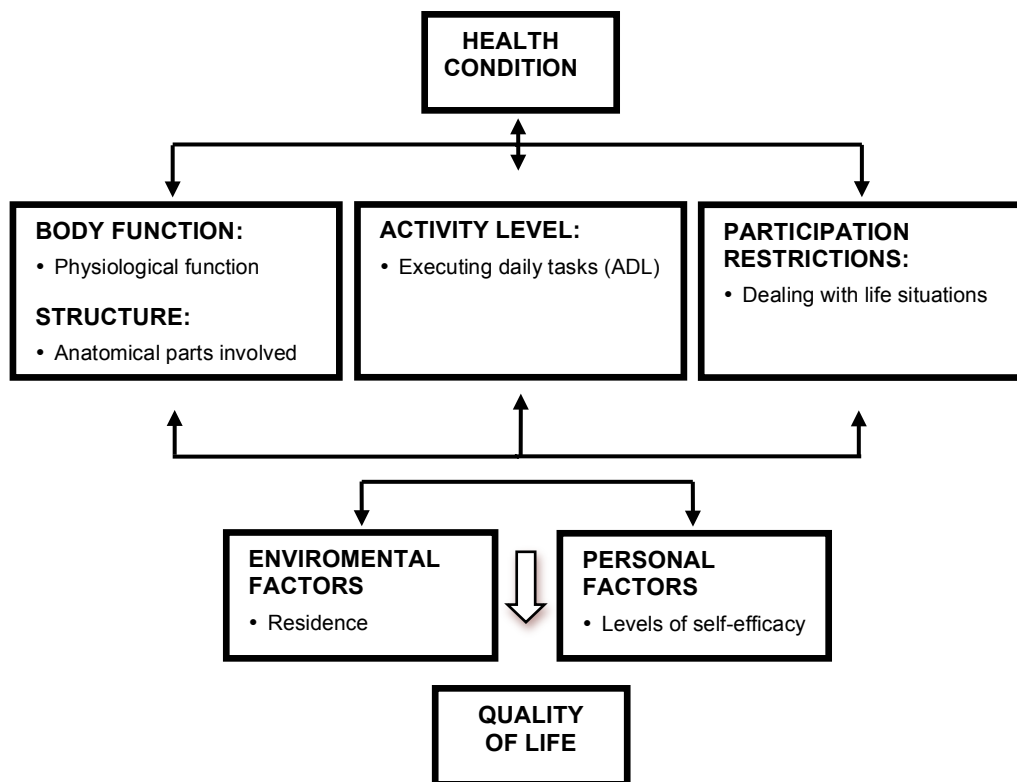 HEALTH
CONDITION
BODY FUNCTION:
• Physiological function
STRUCTURE:
• Anatomical parts involved
ACTIVITY LEVEL:
• Executing daily tasks (ADL)
PARTICIPATION
RESTRICTIONS:
• Dealing with life situations
ENVIROMENTAL
FACTORS
• Residence
PERSONAL
FACTORS
• Levels of self-efficacy
QUALITY
OF LIFE